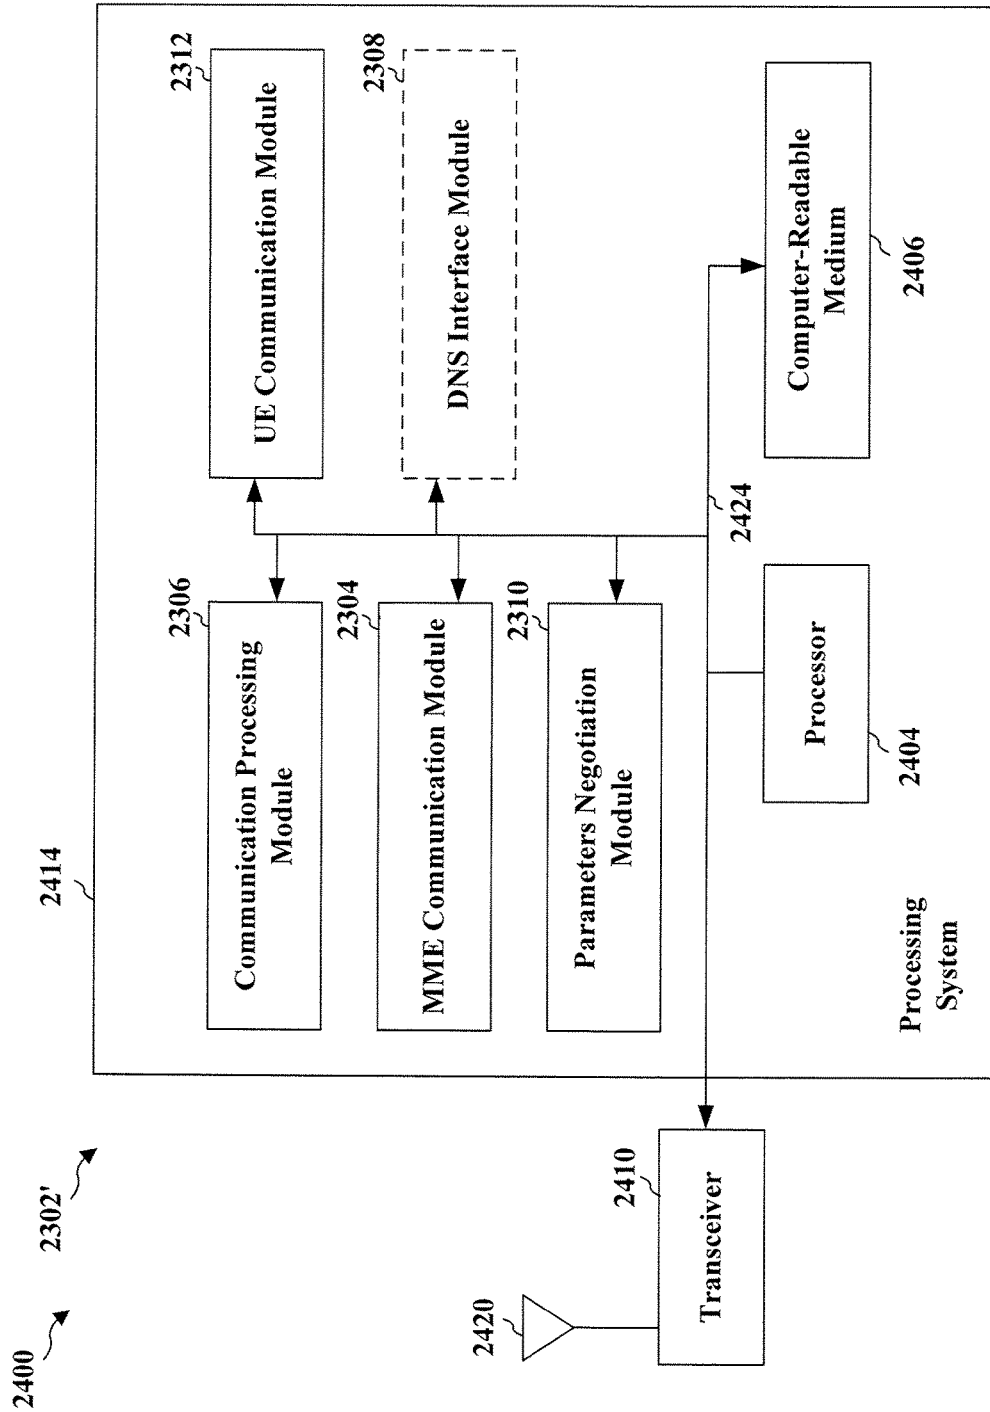 2400
2302'
2414
2306
Communication Processing
Module
2312
UE Communication Module
2304
MME Communication Module
2308
DNS Interface Module
2310
Parameters Negotiation
Module
2420
2410
Transceiver
2424
Processor
2404
Computer-Readable
Medium
2406
Processing
System